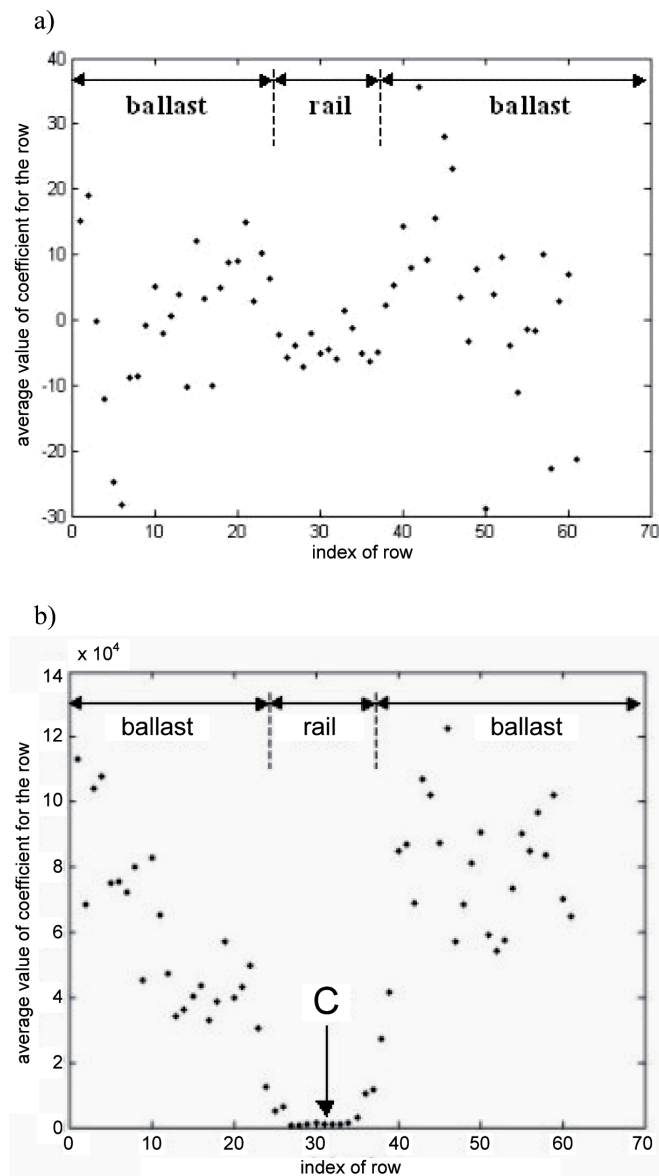 a)
40
ballast rail ballast
30
20
10
0
-10
-20
-30
0 10 20 30 40 50 60 70
average value of coefficient for the row
index of row
b)
x 10⁴
14
ballast rail ballast
12
10
8
6
C
4
2
0
0 10 20 30 40 50 60 70
average value of coefficient for the row
index of row